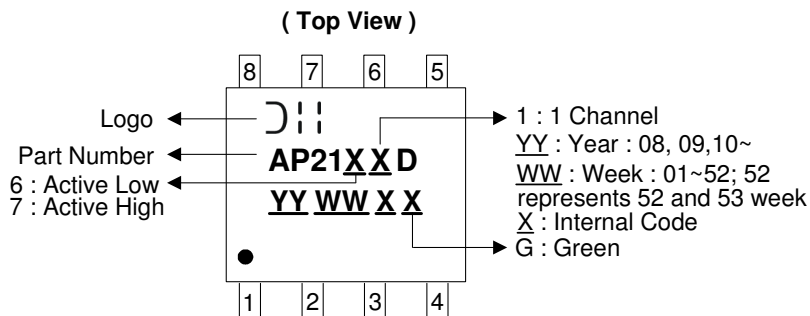 ( Top View )
8 7 6 5
Logo
Part Number
6 : Active Low
7 : Active High
AP21XXD
YY WW X X
1 : 1 Channel
YY : Year : 08, 09,10~
WW : Week : 01~52; 52
represents 52 and 53 week
X : Internal Code
G : Green
1 2 3 4